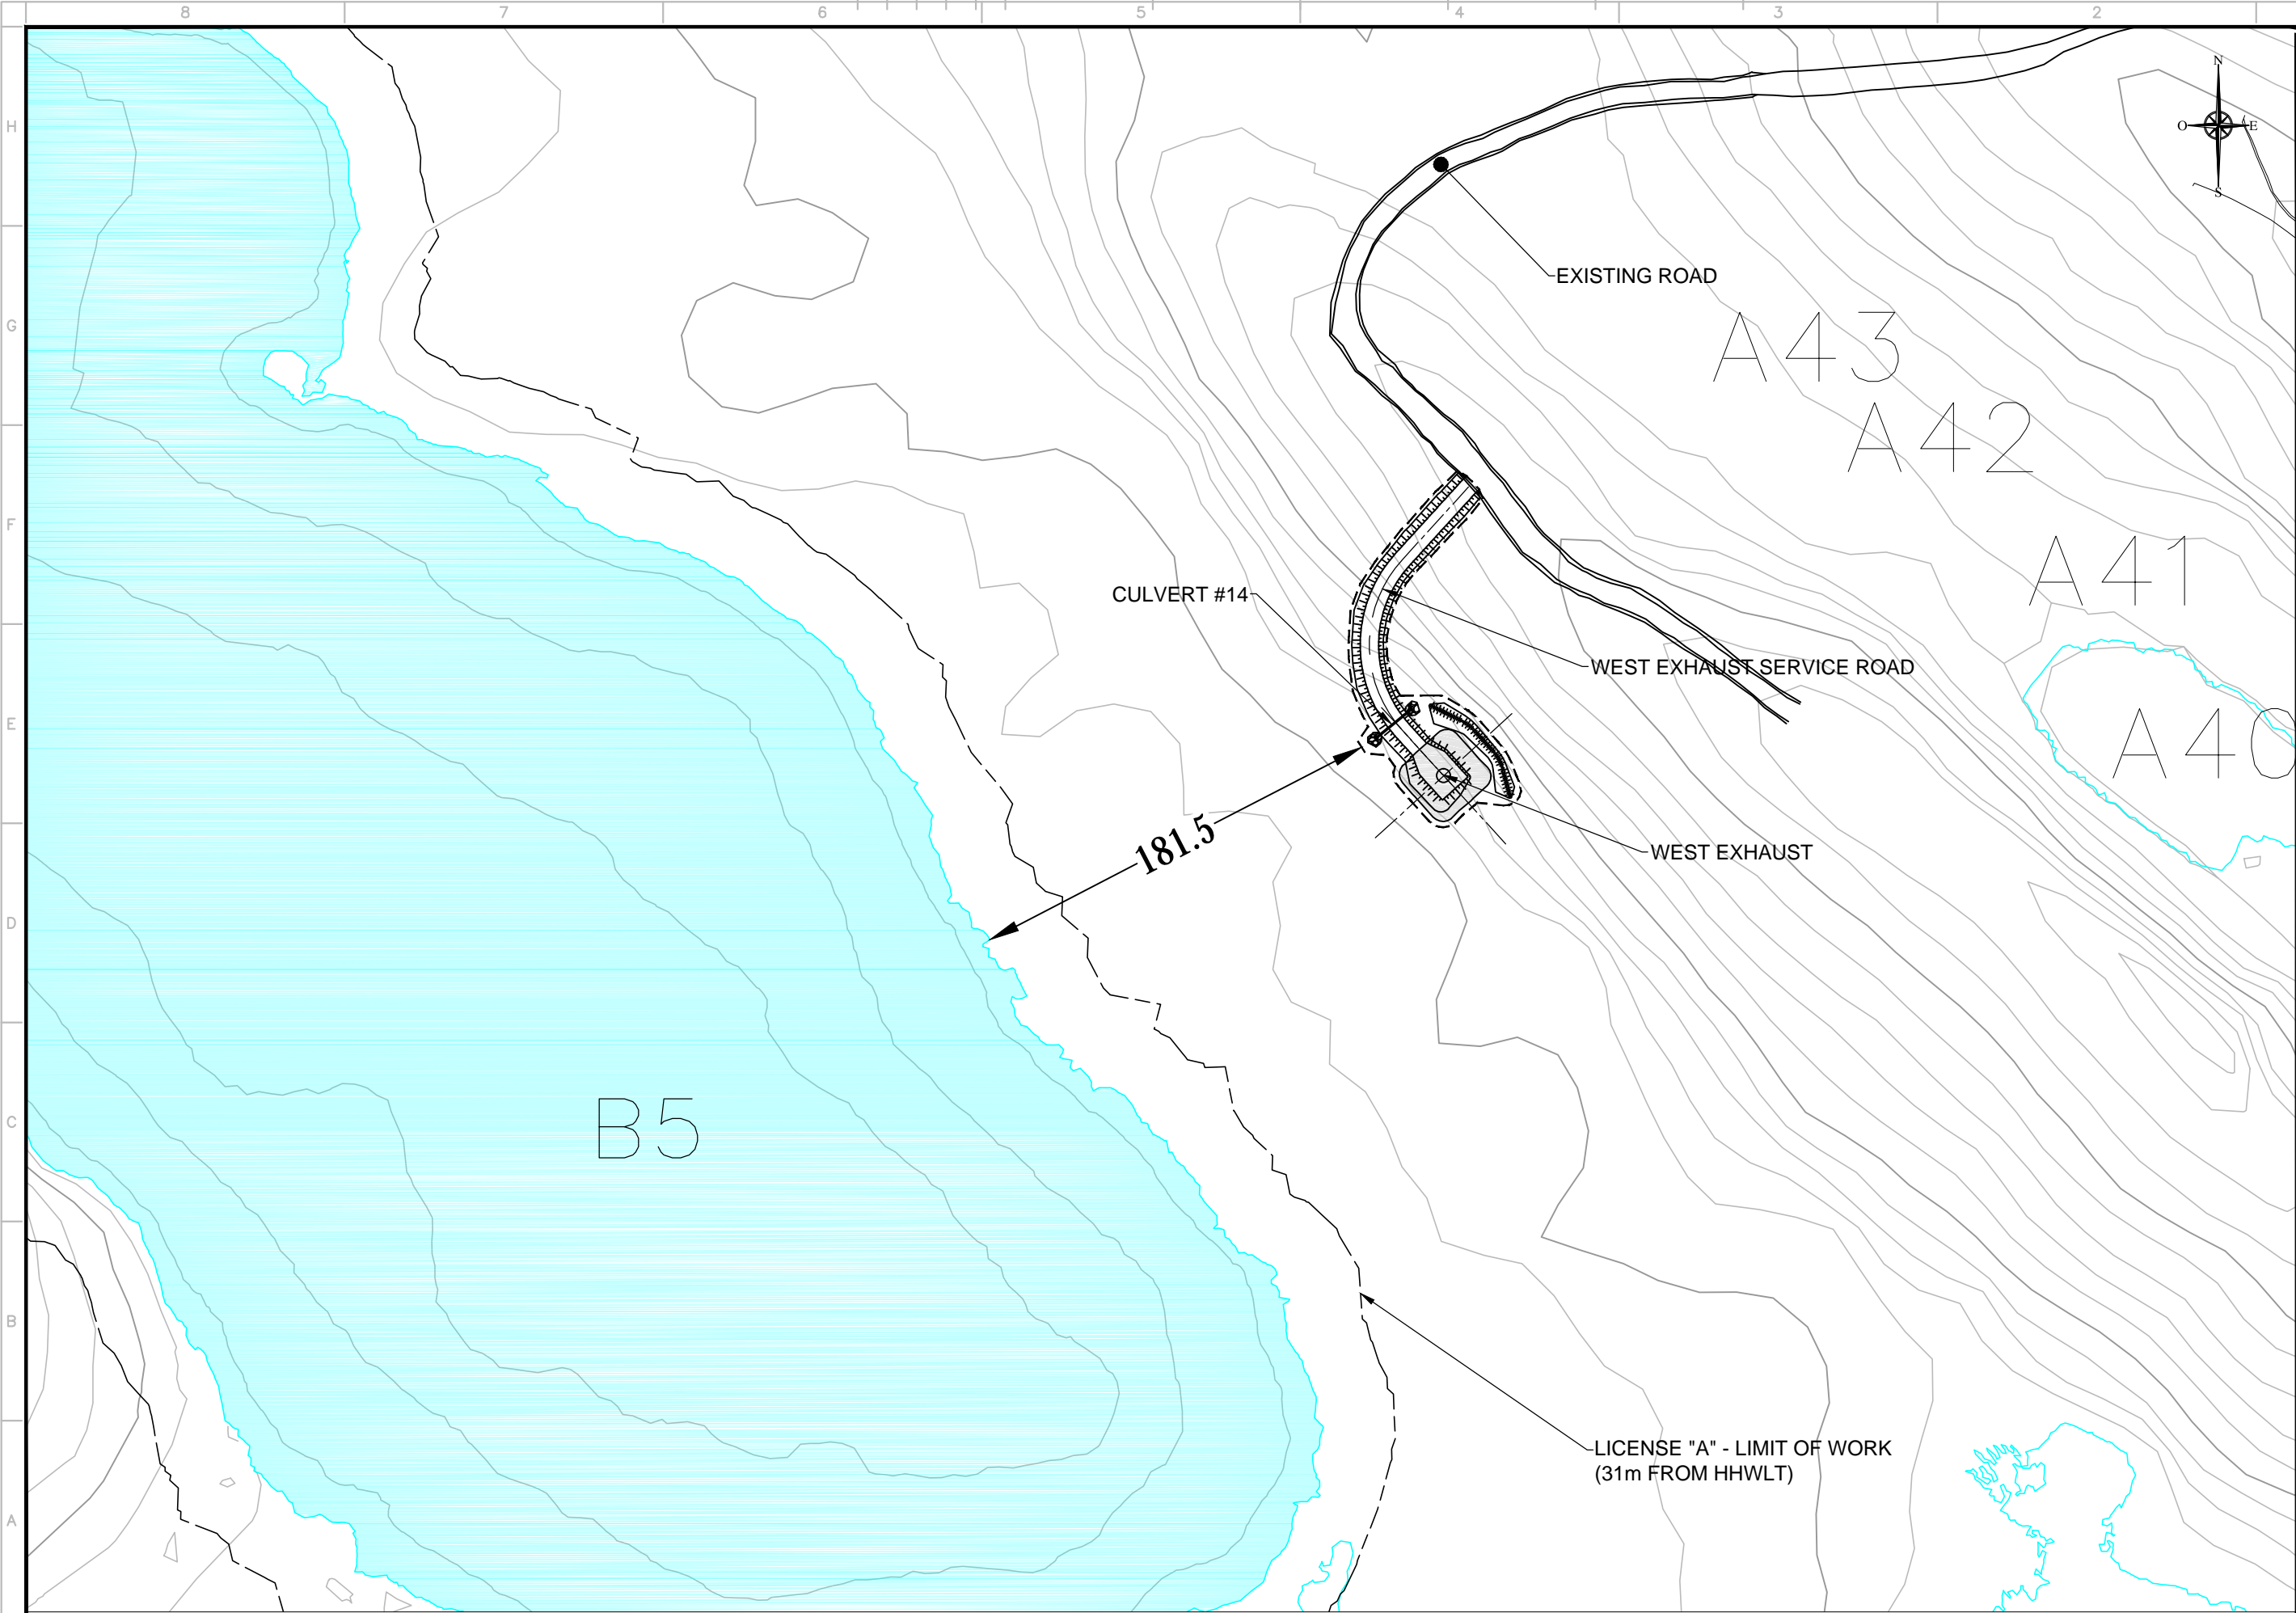 8 7 6 5 4 3 2
H
G
F
E
D
C
B
A
N
O E
S
EXISTING ROAD
A43
A42
A41
A40
CULVERT #14
WEST EXHAUST SERVICE ROAD
181.5
WEST EXHAUST
B5
LICENSE "A" - LIMIT OF WORK
(31m FROM HHWLT)